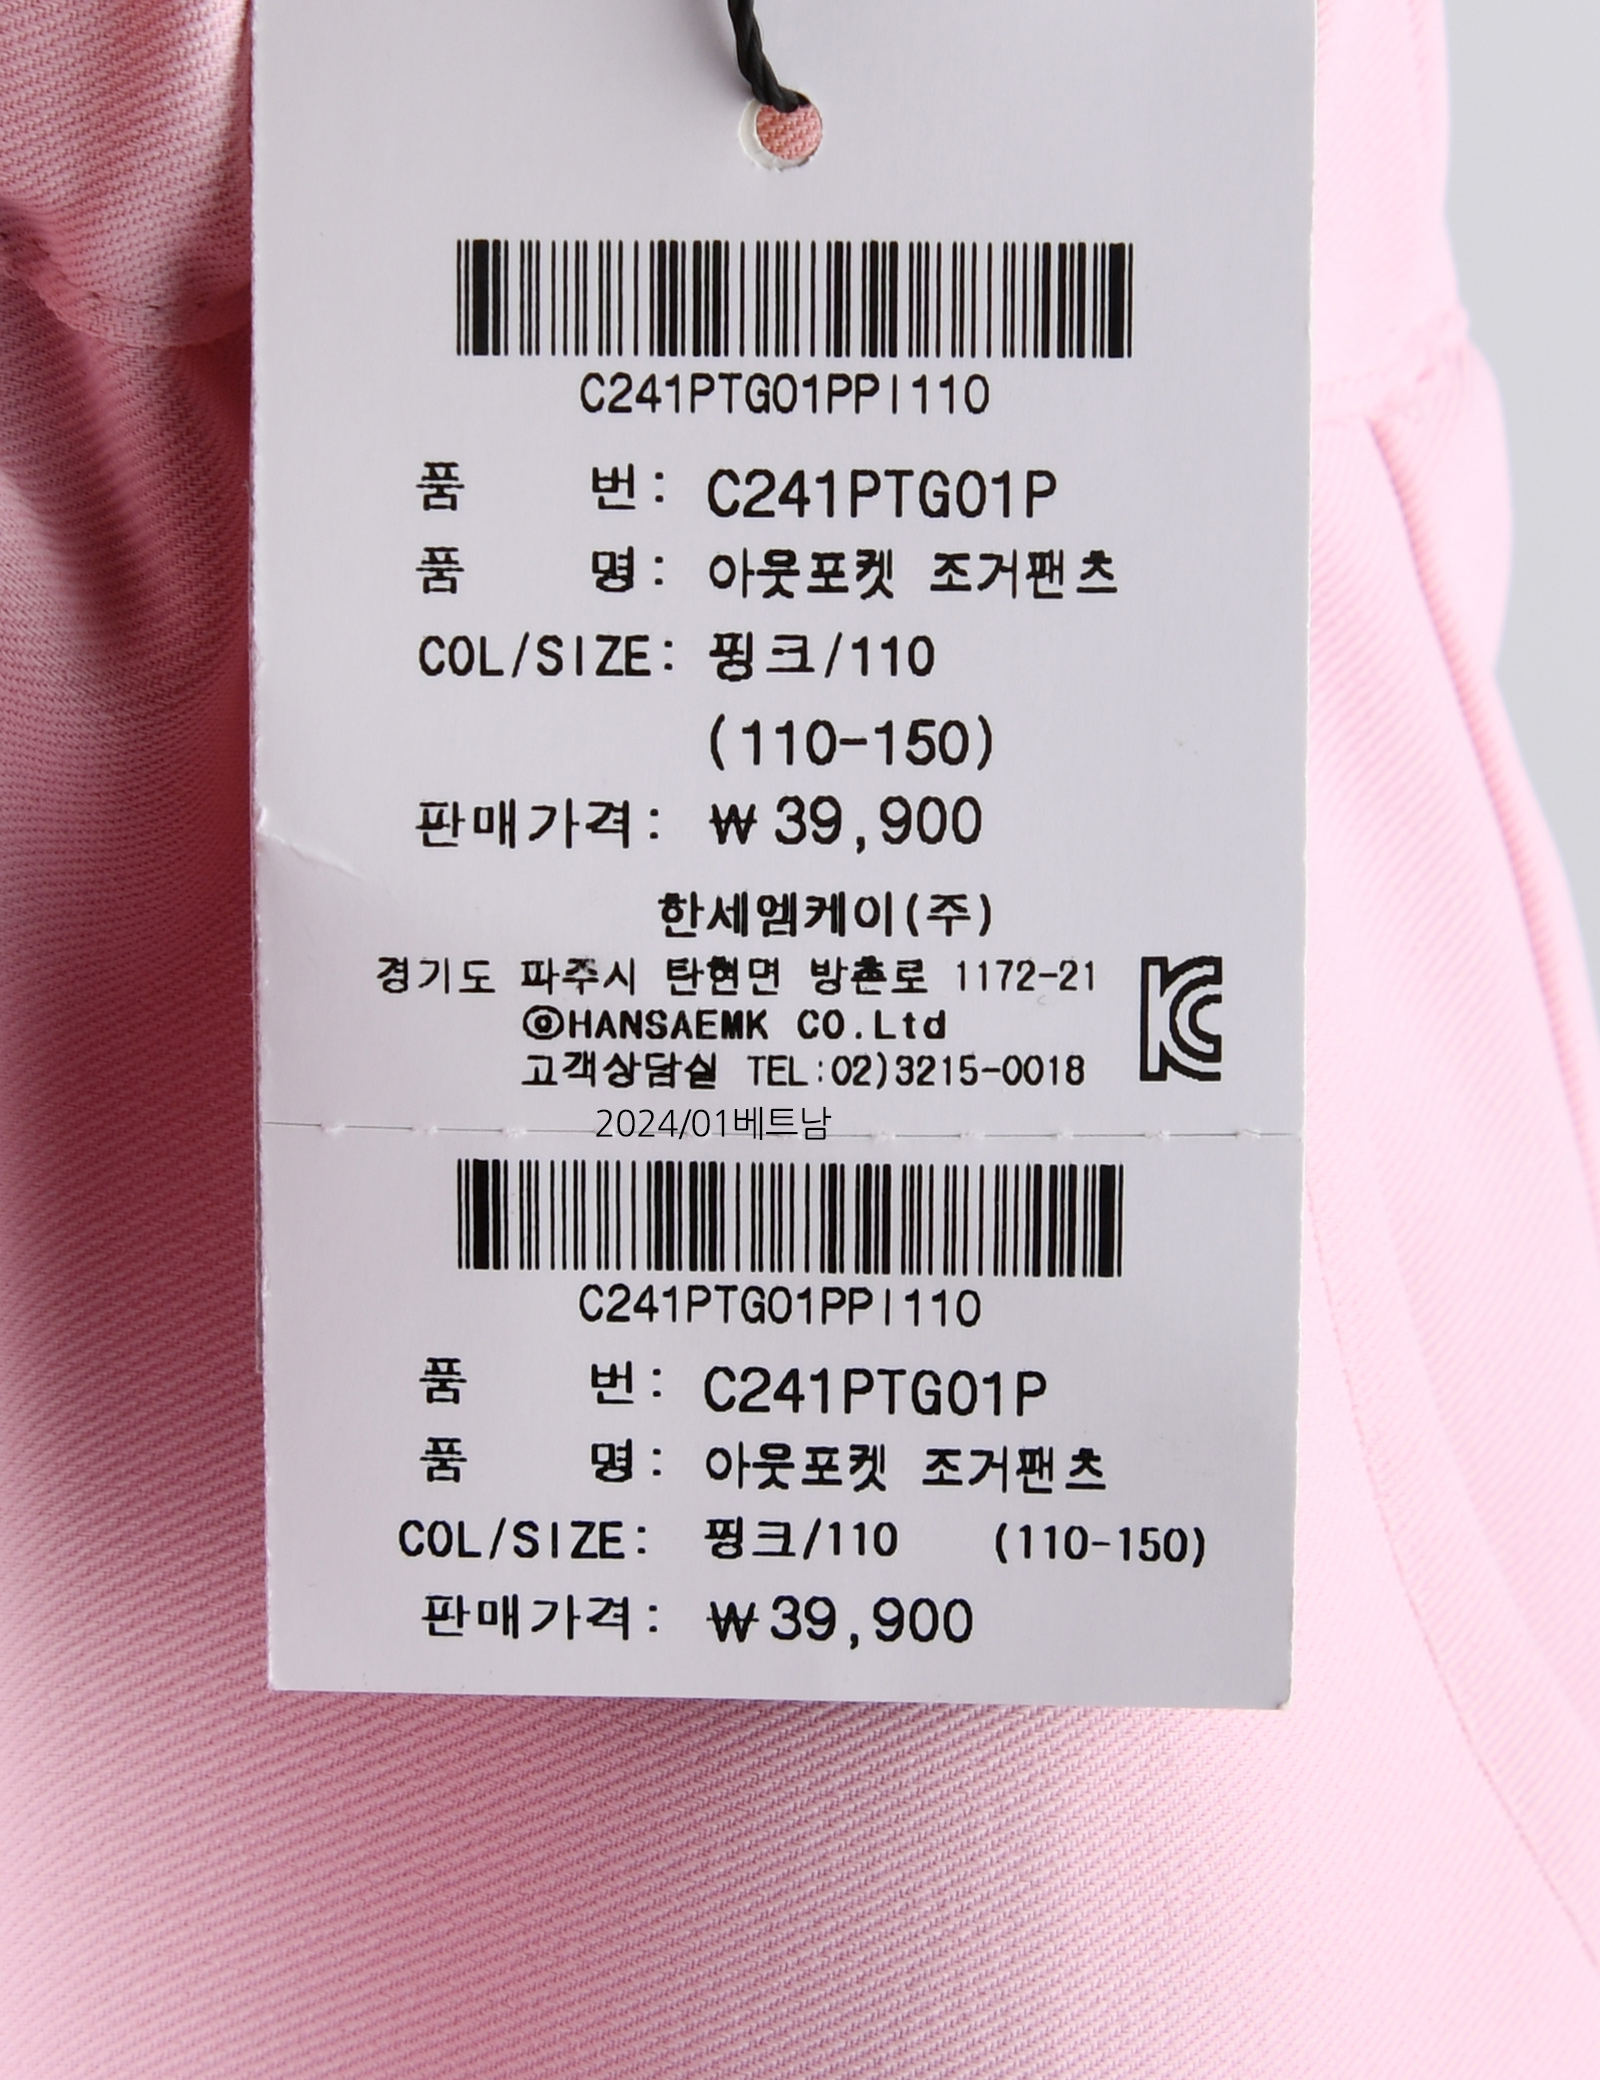 C241PTG01PPI110
품 번: C241PTG01P
품 명: 아웃포켓 조거팬츠
COL/SIZE: 핑크/110
(110-150)
판매가격: ₩39,900
한세엠케이(주)
경기도 파주시 탄현면 방촌로 1172-21
ⓐHANSAEMK CO.Ltd
고객상담실 TEL:02)3215-0018
KC
2024/01베트남
C241PTG01PPI110
품 번: C241PTG01P
품 명: 아웃포켓 조거팬츠
COL/SIZE: 핑크/110 (110-150)
판매가격: ₩39,900